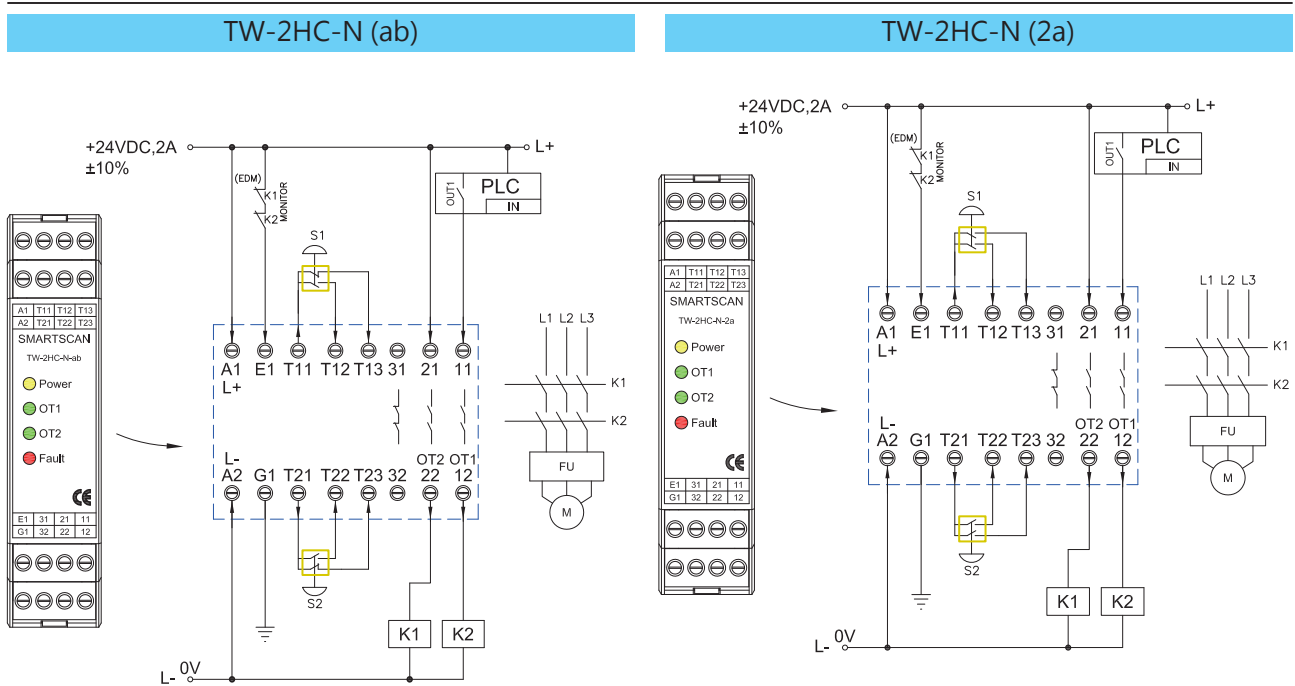 TW-2HC-N (ab)
+24VDC,2A
±10%
L+
(EDM)
K1
K2
MONITOR
OUT1
PLC
IN
S1
A1 T11 T12 T13
A2 T21 T22 T23
SMARTSCAN
TW-2HC-N-ab
Power
OT1
OT2
Fault
CE
E1 31 21 11
G1 32 22 12
A1 E1 T11 T12 T13 31 21 11
L+
L-
OT2 OT1
A2 G1 T21 T22 T23 32 22 12
S2
K1
K2
L- 0V
L1 L2 L3
K1
K2
FU
M
TW-2HC-N (2a)
+24VDC,2A
±10%
L+
(EDM)
K1
K2
MONITOR
OUT1
PLC
IN
S1
A1 T11 T12 T13
A2 T21 T22 T23
SMARTSCAN
TW-2HC-N-2a
Power
OT1
OT2
Fault
CE
E1 31 21 11
G1 32 22 12
A1 E1 T11 T12 T13 31 21 11
L+
L-
OT2 OT1
A2 G1 T21 T22 T23 32 22 12
S2
K1
K2
L- 0V
L1 L2 L3
K1
K2
FU
M